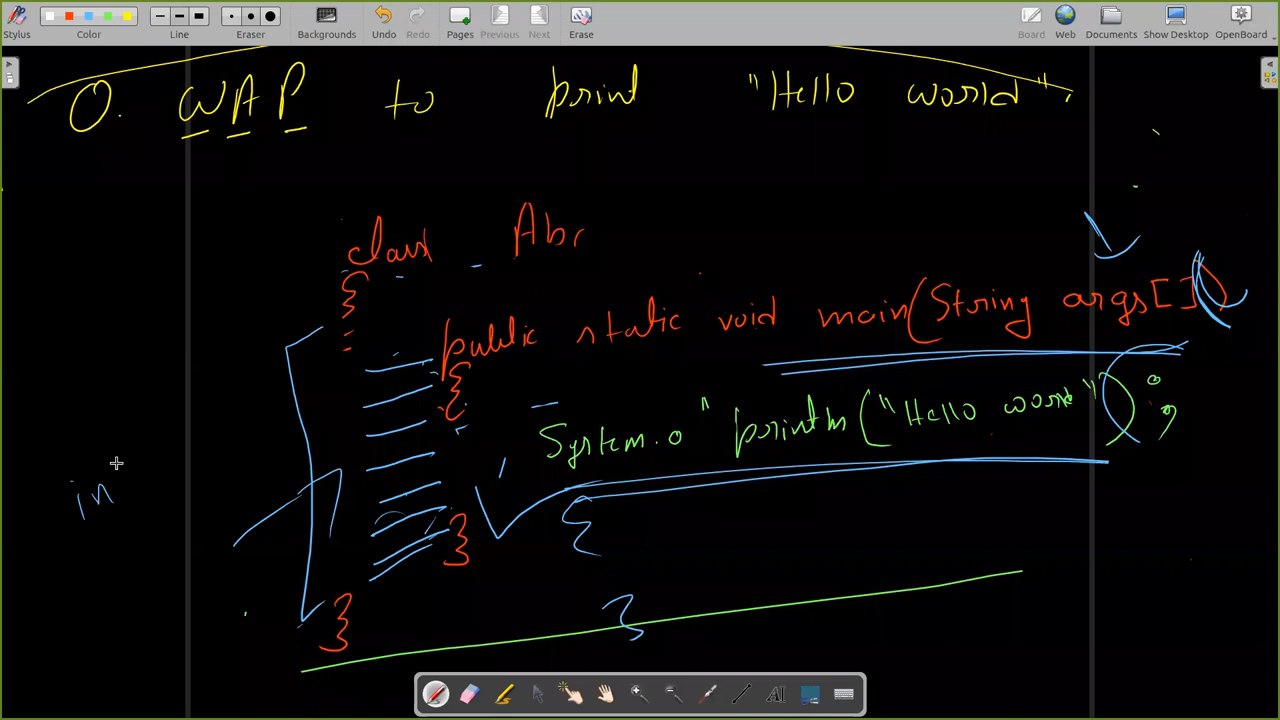 Stylus Color Line Eraser Backgrounds Undo Redo Pages Previous Next Erase Board Web Documents Show Desktop OpenBoard
Q. WAP to print "Hello world".
class Abc
{
public static void main(String args[])
{
System.o" println("Hello world");
in
}
{
}
}